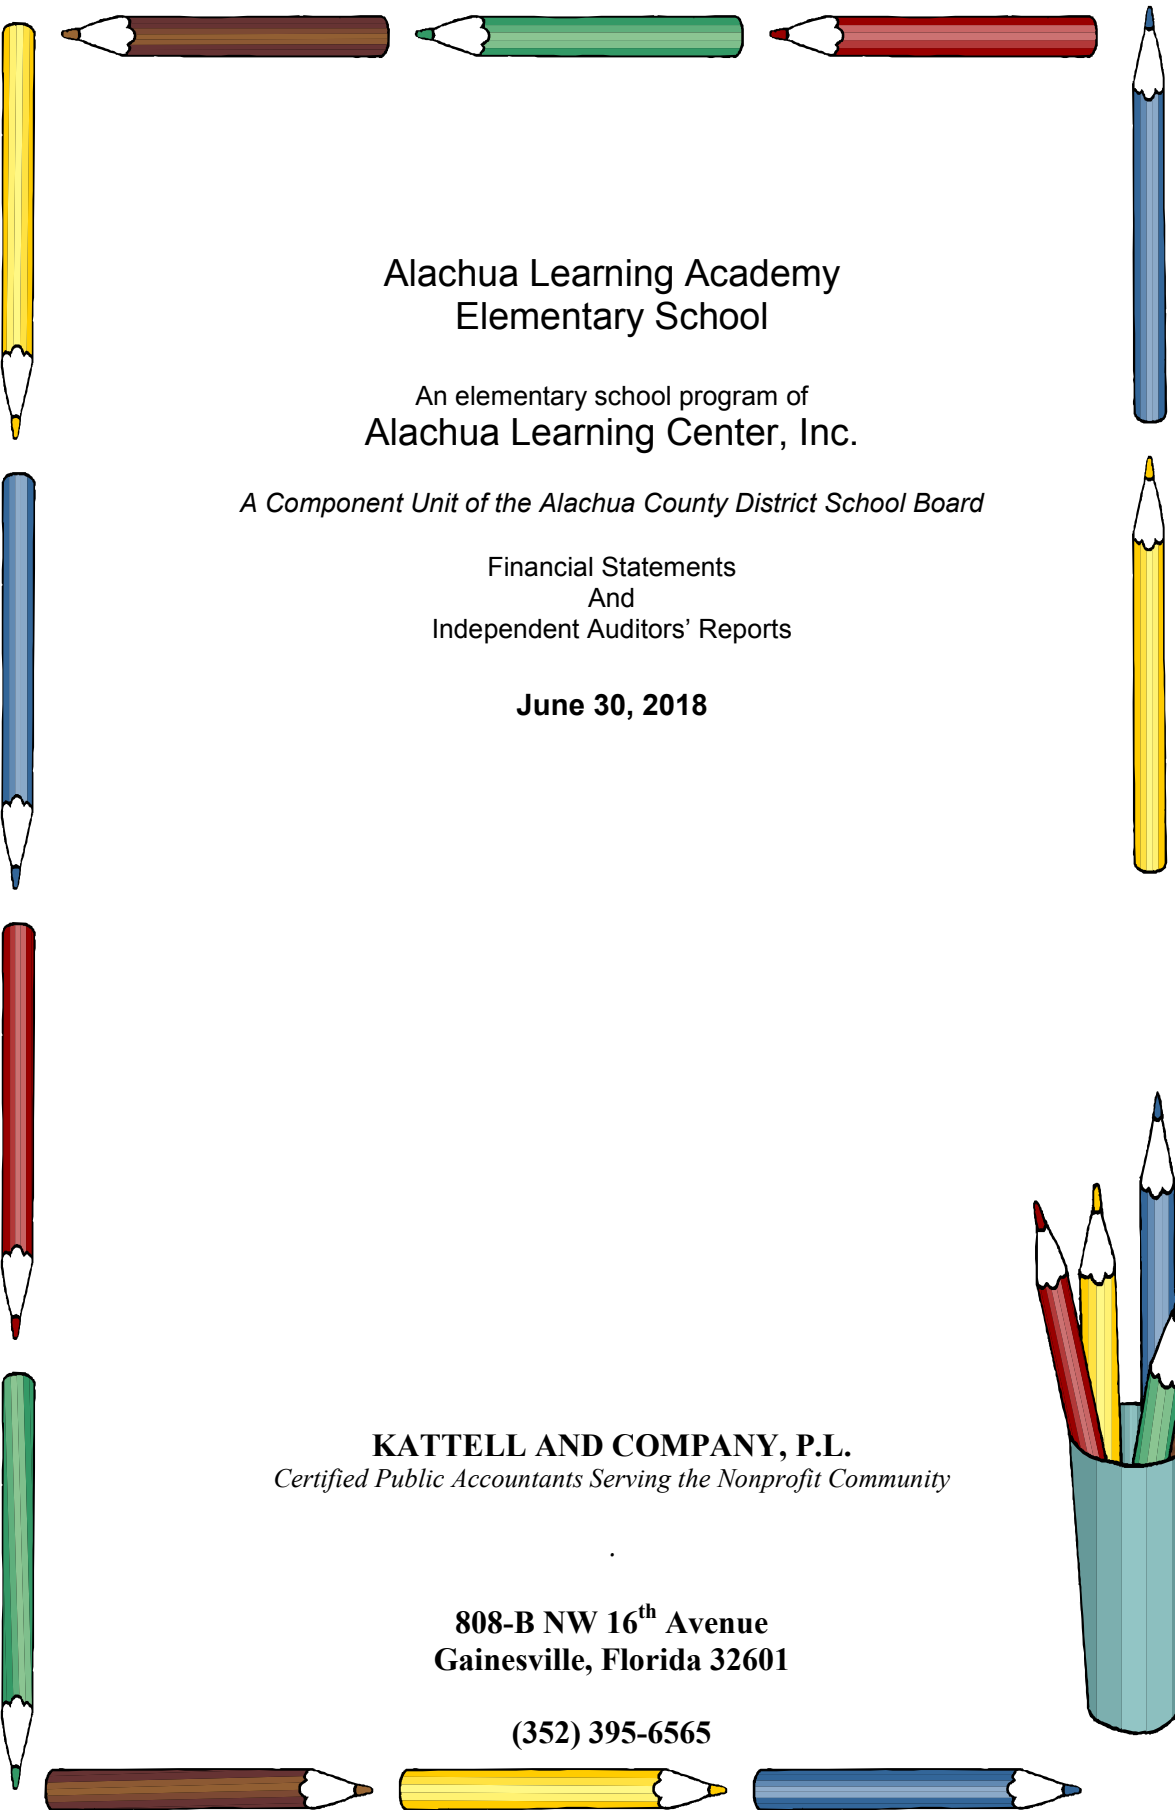 Alachua Learning Academy
Elementary School
An elementary school program of
Alachua Learning Center, Inc.
A Component Unit of the Alachua County District School Board
Financial Statements
And
Independent Auditors’ Reports
June 30, 2018
KATTELL AND COMPANY, P.L.
Certified Public Accountants Serving the Nonprofit Community
.
808-B NW 16th Avenue
Gainesville, Florida 32601
(352) 395-6565